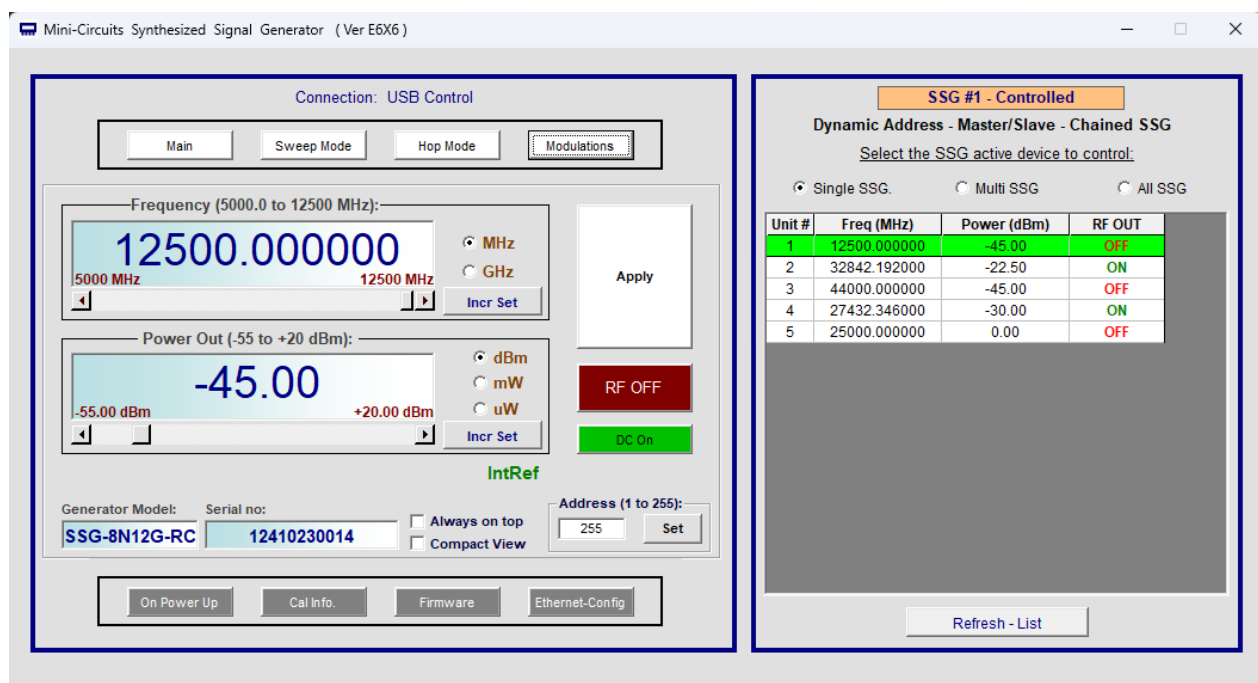 Mini-Circuits Synthesized Signal Generator ( Ver E6X6 )
Connection: USB Control
Main Sweep Mode Hop Mode Modulations
Frequency (5000.0 to 12500 MHz):
12500.000000
5000 MHz 12500 MHz
MHz
GHz
Incr Set
Apply
Power Out (-55 to +20 dBm):
-45.00
-55.00 dBm +20.00 dBm
dBm
mW
uW
Incr Set
RF OFF
DC On
IntRef
Generator Model: Serial no:
SSG-8N12G-RC 12410230014
Always on top
Compact View
Address (1 to 255):
255 Set
On Power Up Cal Info. Firmware Ethernet-Config
SSG #1 - Controlled
Dynamic Address - Master/Slave - Chained SSG
Select the SSG active device to control:
Single SSG. Multi SSG All SSG
Unit # Freq (MHz) Power (dBm) RF OUT
1 12500.000000 -45.00 OFF
2 32842.192000 -22.50 ON
3 44000.000000 -45.00 OFF
4 27432.346000 -30.00 ON
5 25000.000000 0.00 OFF
Refresh - List